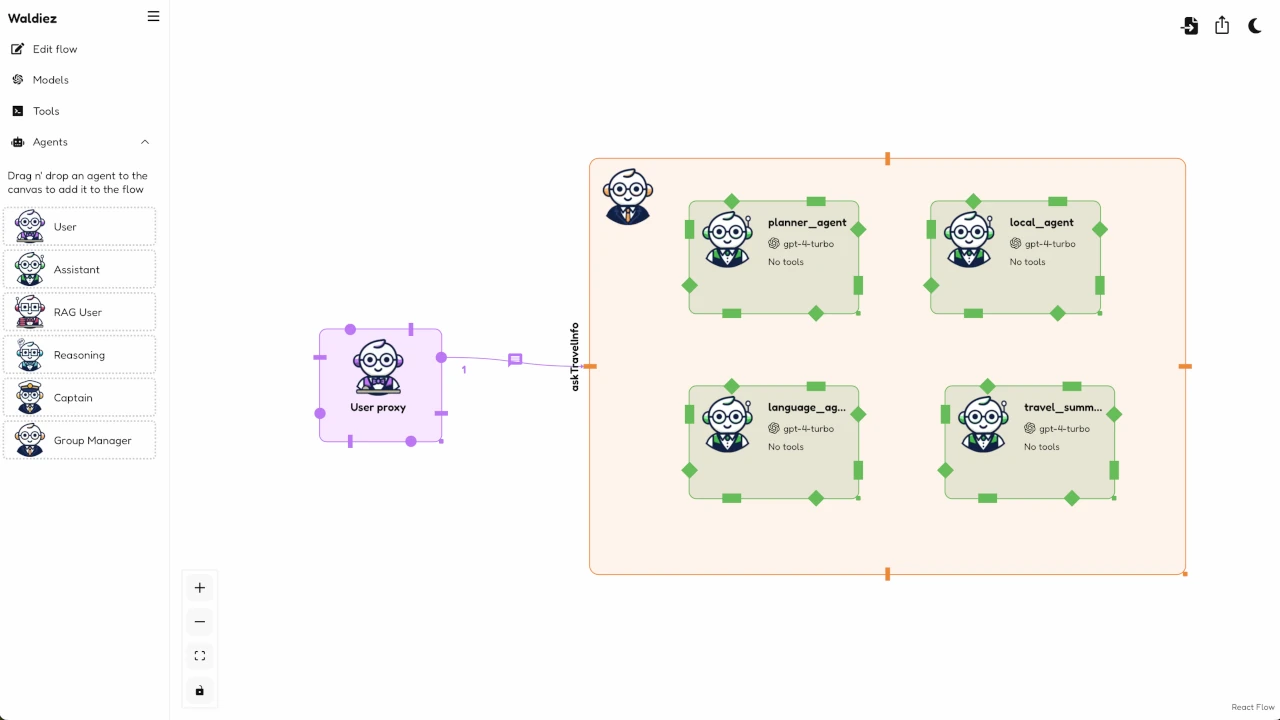 Waldiez
Edit flow
Models
Tools
Agents
Drag n' drop an agent to the
canvas to add it to the flow
User
Assistant
RAG User
Reasoning
Captain
Group Manager
User proxy
1
askTravelInfo
planner_agent
gpt-4-turbo
No tools
local_agent
gpt-4-turbo
No tools
language_ag...
gpt-4-turbo
No tools
travel_summ...
gpt-4-turbo
No tools
React Flow